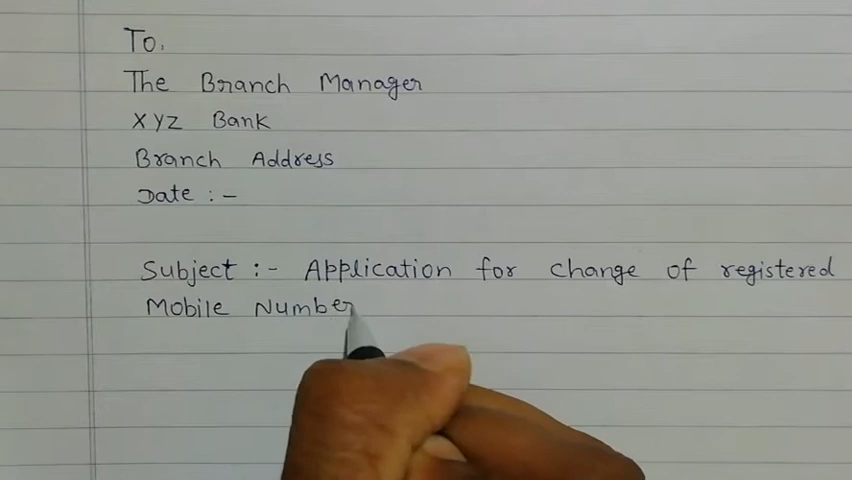 To,
The Branch Manager
XYZ Bank
Branch Address
Date :-
Subject :- Application for change of registered
Mobile Number